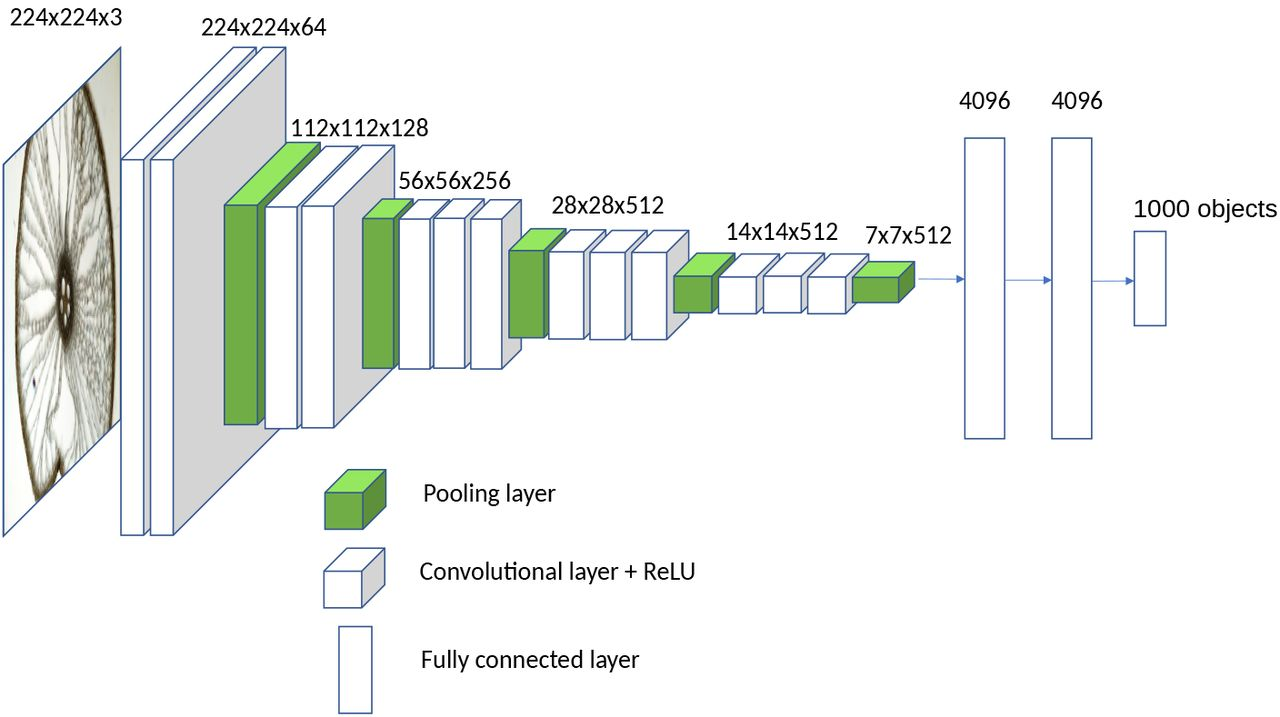 224x224x3
224x224x64
112x112x128
56x56x256
28x28x512
14x14x512
7x7x512
4096
4096
1000 objects
Pooling layer
Convolutional layer + ReLU
Fully connected layer